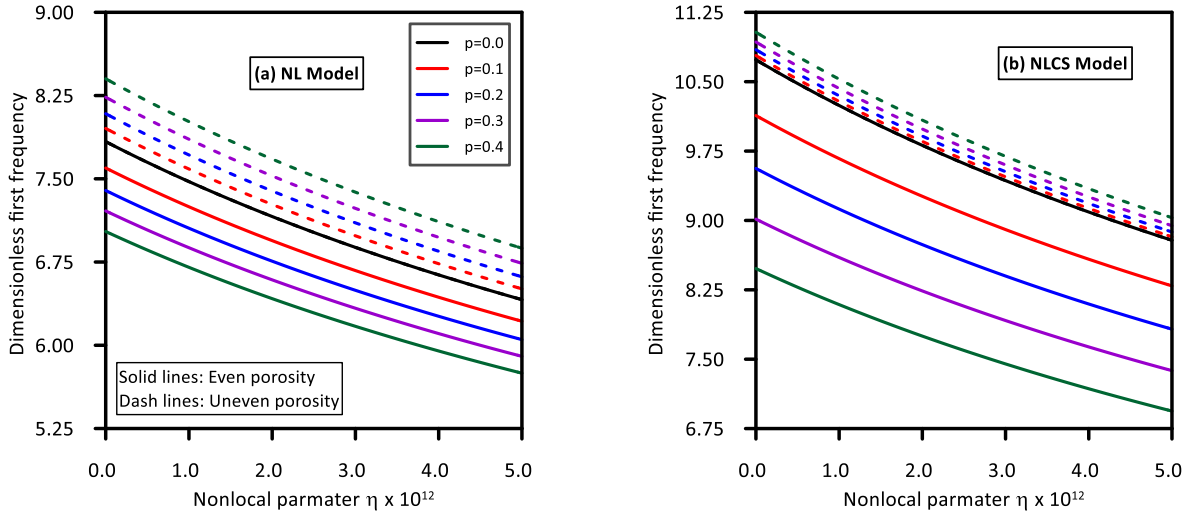 9.00
8.25
7.50
6.75
6.00
5.25
Dimensionless first frequency
(a) NL Model
p=0.0
p=0.1
p=0.2
p=0.3
p=0.4
Solid lines: Even porosity
Dash lines: Uneven porosity
0.0 1.0 2.0 3.0 4.0 5.0
Nonlocal parmater η x 10¹²
11.25
10.50
9.75
9.00
8.25
7.50
6.75
Dimensionless first frequency
(b) NLCS Model
0.0 1.0 2.0 3.0 4.0 5.0
Nonlocal parmater η x 10¹²